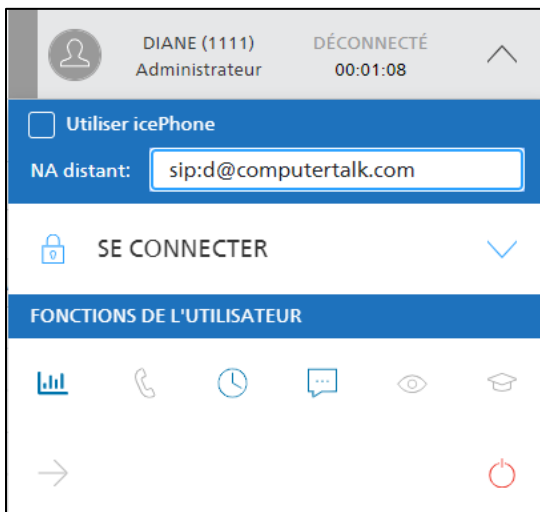 DIANE (1111) DÉCONNECTÉ
Administrateur 00:01:08
Utiliser icePhone
NA distant: sip:d@computertalk.com
SE CONNECTER
FONCTIONS DE L'UTILISATEUR